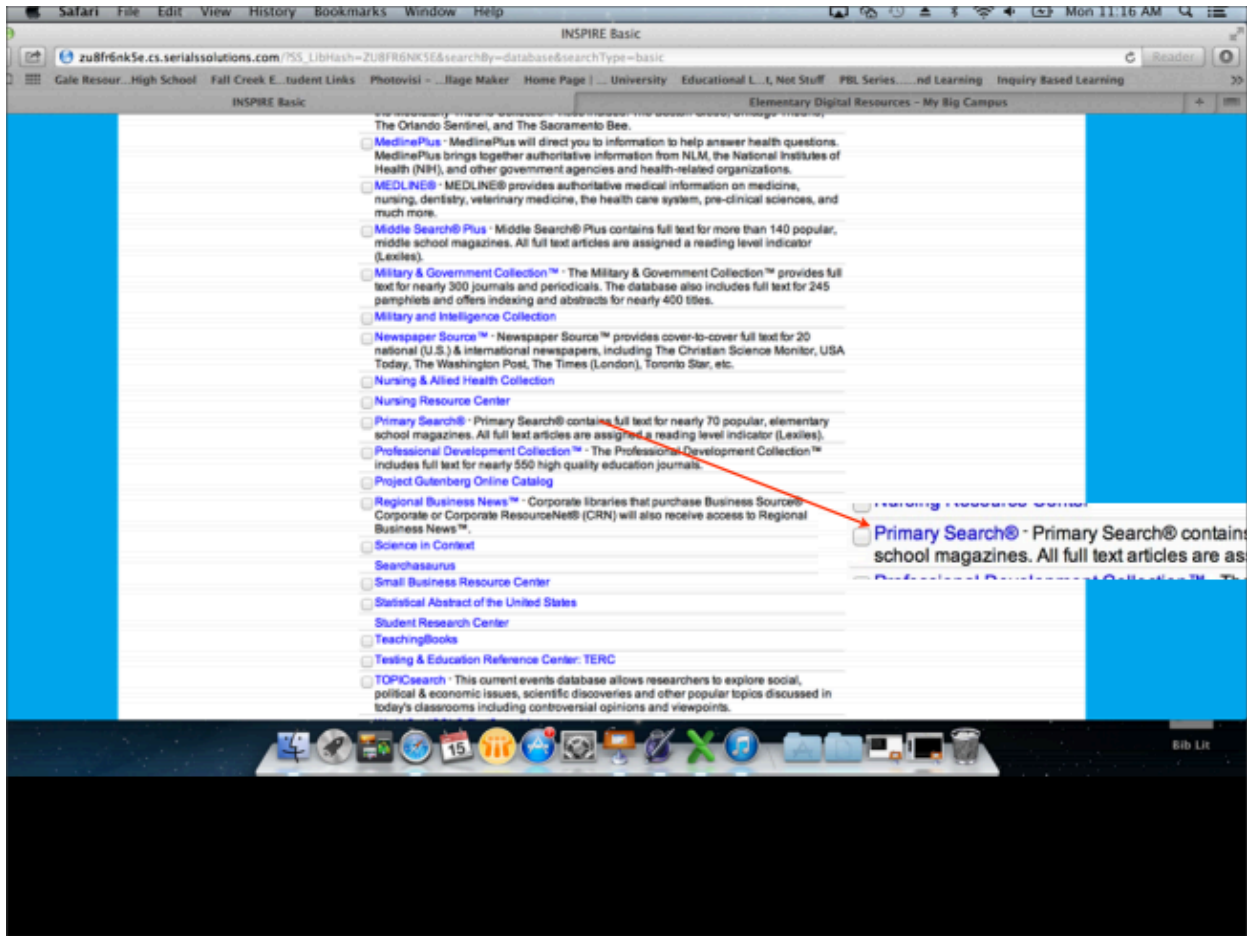 Safari File Edit View History Bookmarks Window Help Mon 11:16 AM
INSPIRE Basic
zu8fr6nk5e.cs.serialssolutions.com/?SS_LibHash=ZU8FR6NK5E&searchBy=database&searchType=basic Reader
Gale Resour...High School Fall Creek E...tudent Links Photovisi - ...llage Maker Home Page | ... University Educational L...t, Not Stuff PBL Series......nd Learning Inquiry Based Learning >>
INSPIRE Basic Elementary Digital Resources - My Big Campus +
The Orlando Sentinel, and The Sacramento Bee.
MedlinePlus · MedlinePlus will direct you to information to help answer health questions.
MedlinePlus brings together authoritative information from NLM, the National Institutes of
Health (NIH), and other government agencies and health-related organizations.
MEDLINE® · MEDLINE® provides authoritative medical information on medicine,
nursing, dentistry, veterinary medicine, the health care system, pre-clinical sciences, and
much more.
Middle Search® Plus · Middle Search® Plus contains full text for more than 140 popular,
middle school magazines. All full text articles are assigned a reading level indicator
(Lexiles).
Military & Government Collection™ · The Military & Government Collection™ provides full
text for nearly 300 journals and periodicals. The database also includes full text for 245
pamphlets and offers indexing and abstracts for nearly 400 titles.
Military and Intelligence Collection
Newspaper Source™ · Newspaper Source™ provides cover-to-cover full text for 20
national (U.S.) & international newspapers, including The Christian Science Monitor, USA
Today, The Washington Post, The Times (London), Toronto Star, etc.
Nursing & Allied Health Collection
Nursing Resource Center
Primary Search® · Primary Search® contains full text for nearly 70 popular, elementary
school magazines. All full text articles are assigned a reading level indicator (Lexiles).
Professional Development Collection™ · The Professional Development Collection™
includes full text for nearly 550 high quality education journals.
Project Gutenberg Online Catalog
Regional Business News™ · Corporate libraries that purchase Business Source®
Corporate or Corporate ResourceNet® (CRN) will also receive access to Regional
Business News™.
Science in Context
Searchasaurus
Small Business Resource Center
Statistical Abstract of the United States
Student Research Center
TeachingBooks
Testing & Education Reference Center: TERC
TOPICsearch · This current events database allows researchers to explore social,
political & economic issues, scientific discoveries and other popular topics discussed in
today's classrooms including controversial opinions and viewpoints.
Nursing Resource Center
Primary Search® · Primary Search® contains
school magazines. All full text articles are as
Professional Development Collection™ · The
15
Bib Lit